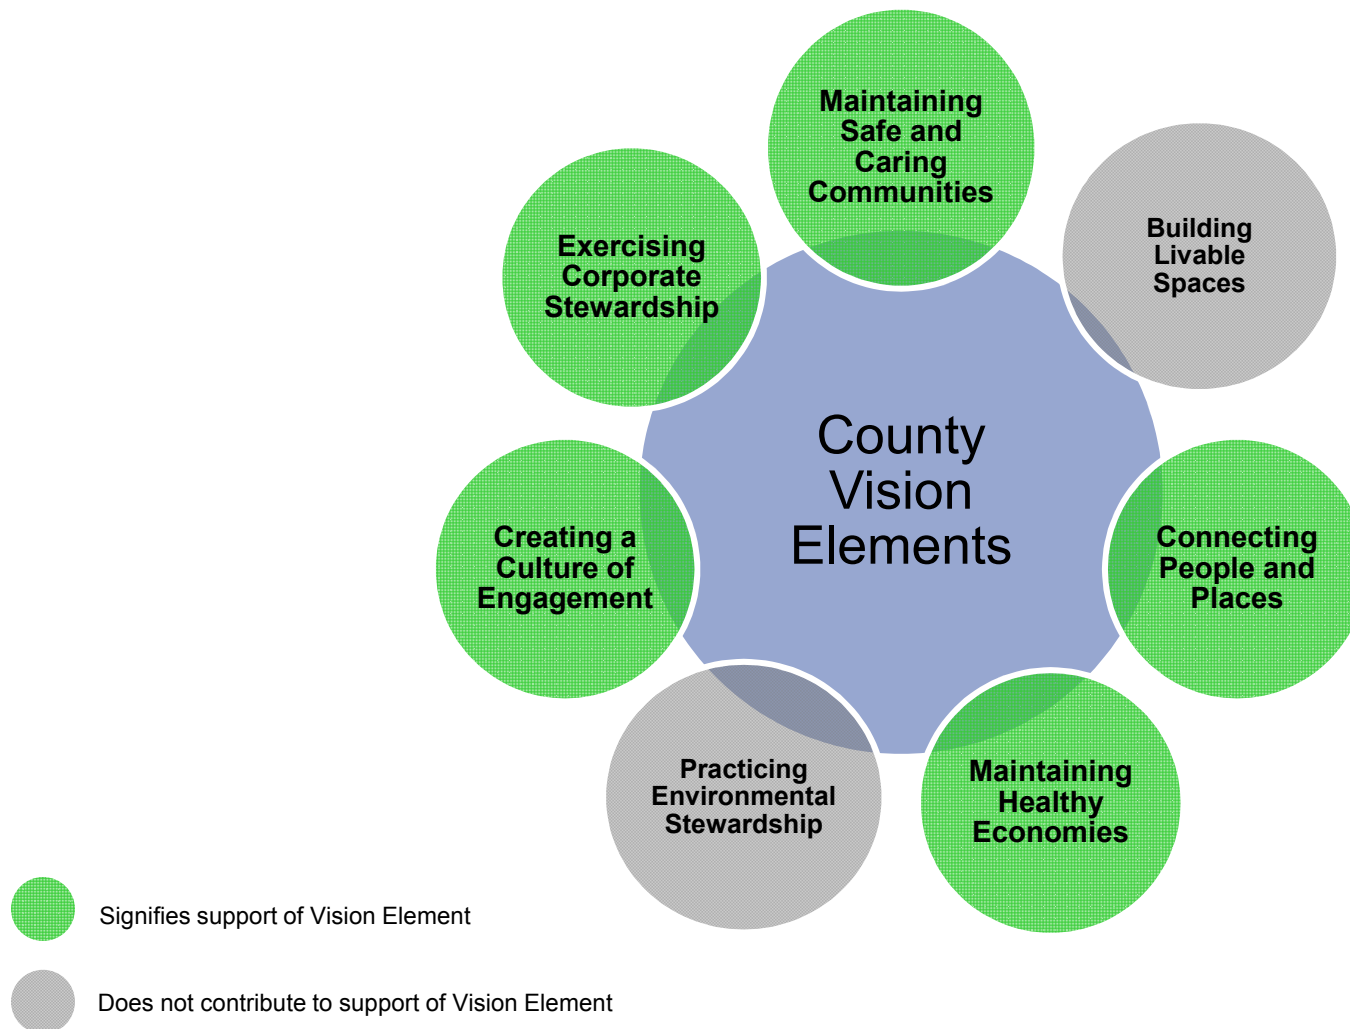 Maintaining
Safe and
Caring
Communities
Building
Livable
Spaces
Exercising
Corporate
Stewardship
County
Vision
Elements
Connecting
People and
Places
Creating a
Culture of
Engagement
Practicing
Environmental
Stewardship
Maintaining
Healthy
Economies
Signifies support of Vision Element
Does not contribute to support of Vision Element